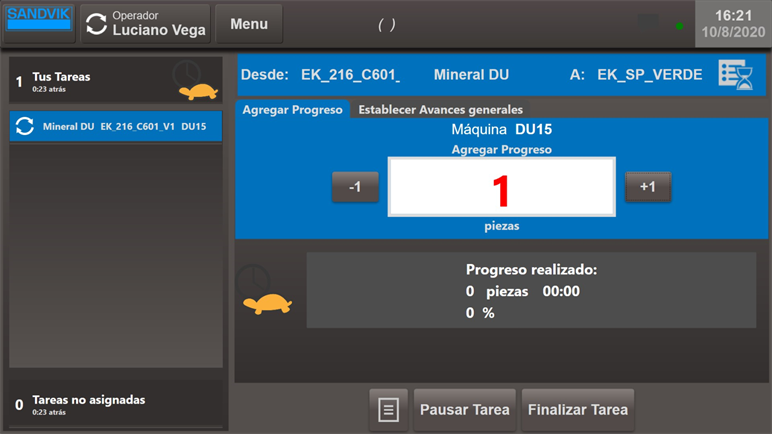 SANDVIK
Operador
Luciano Vega
Menu
( )
16:21
10/8/2020
1 Tus Tareas
0:23 atrás
Mineral DU EK_216_C601_V1 DU15
0 Tareas no asignadas
0:23 atrás
Desde: EK_216_C601_ Mineral DU A: EK_SP_VERDE
Agregar Progreso Establecer Avances generales
Máquina DU15
Agregar Progreso
-1 1 +1
piezas
Progreso realizado:
0 piezas 00:00
0 %
Pausar Tarea Finalizar Tarea